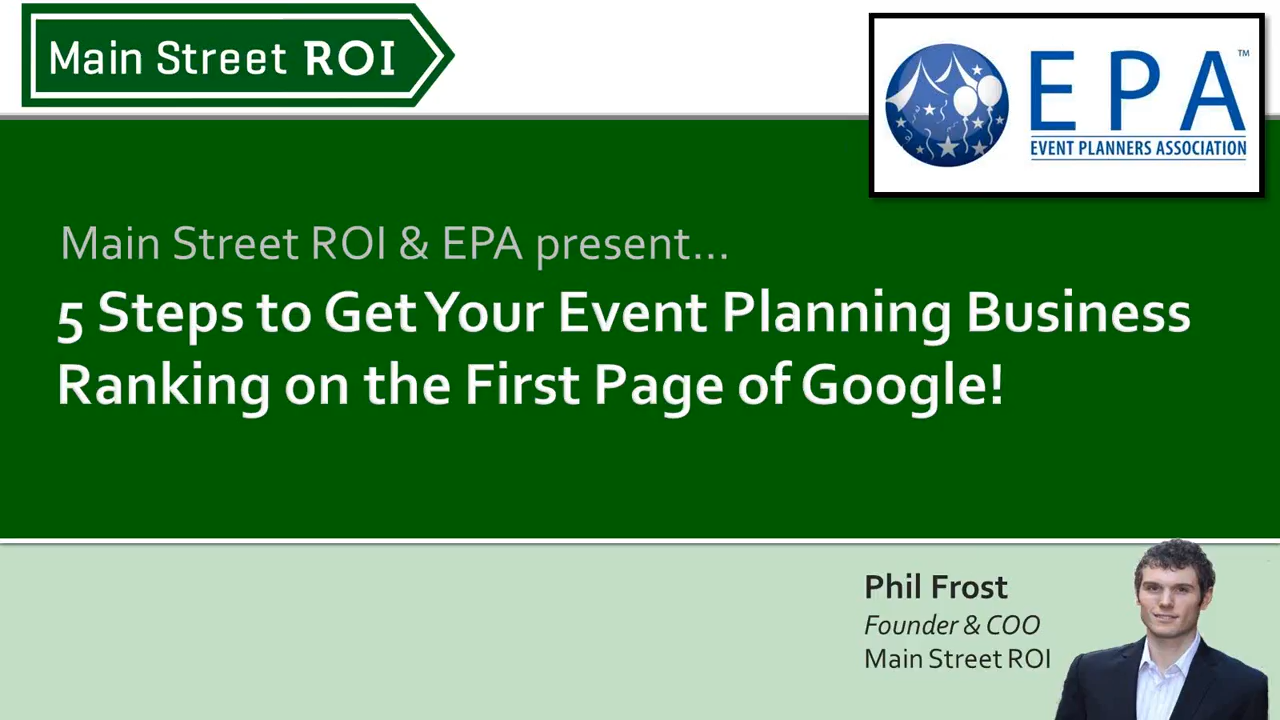 Main Street ROI
EPA™
EVENT PLANNERS ASSOCIATION
Main Street ROI & EPA present...
5 Steps to Get Your Event Planning Business
Ranking on the First Page of Google!
Phil Frost
Founder & COO
Main Street ROI